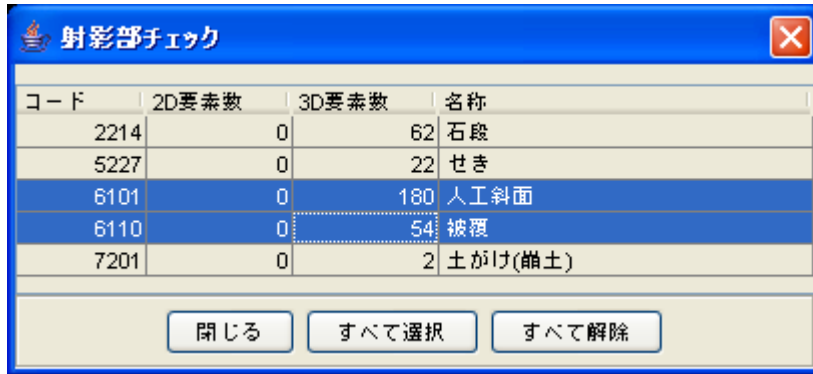 射影部チェック
コード 2D要素数 3D要素数 名称
2214 0 62 石段
5227 0 22 せき
6101 0 180 人工斜面
6110 0 54 被覆
7201 0 2 土がけ(崩土)
閉じる すべて選択 すべて解除